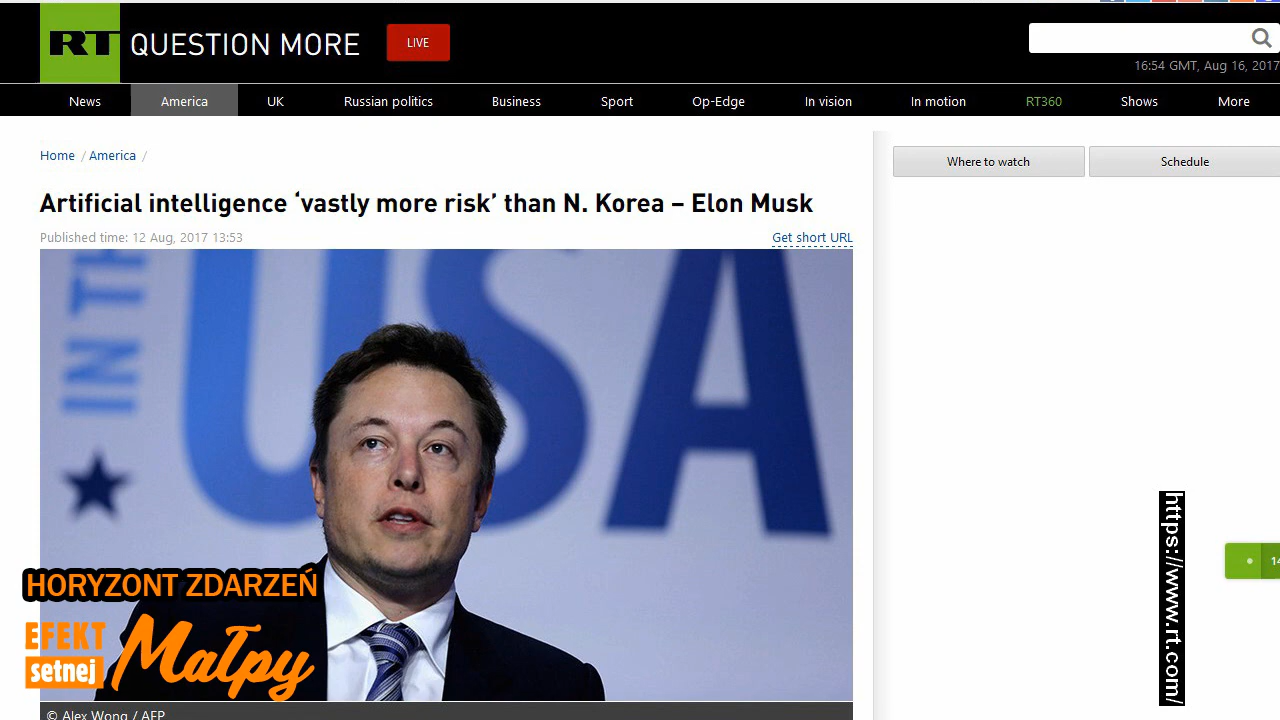 RT QUESTION MORE LIVE
16:54 GMT, Aug 16, 2017
News America UK Russian politics Business Sport Op-Edge In vision In motion RT360 Shows More
Home / America /
Where to watch Schedule
Artificial intelligence ‘vastly more risk’ than N. Korea – Elon Musk
Published time: 12 Aug, 2017 13:53 Get short URL
IN TH
USA
HORYZONT ZDARZEŃ
EFEKT
setnej
Małpy
© Alex Wong / AFP
https://www.rt.com/